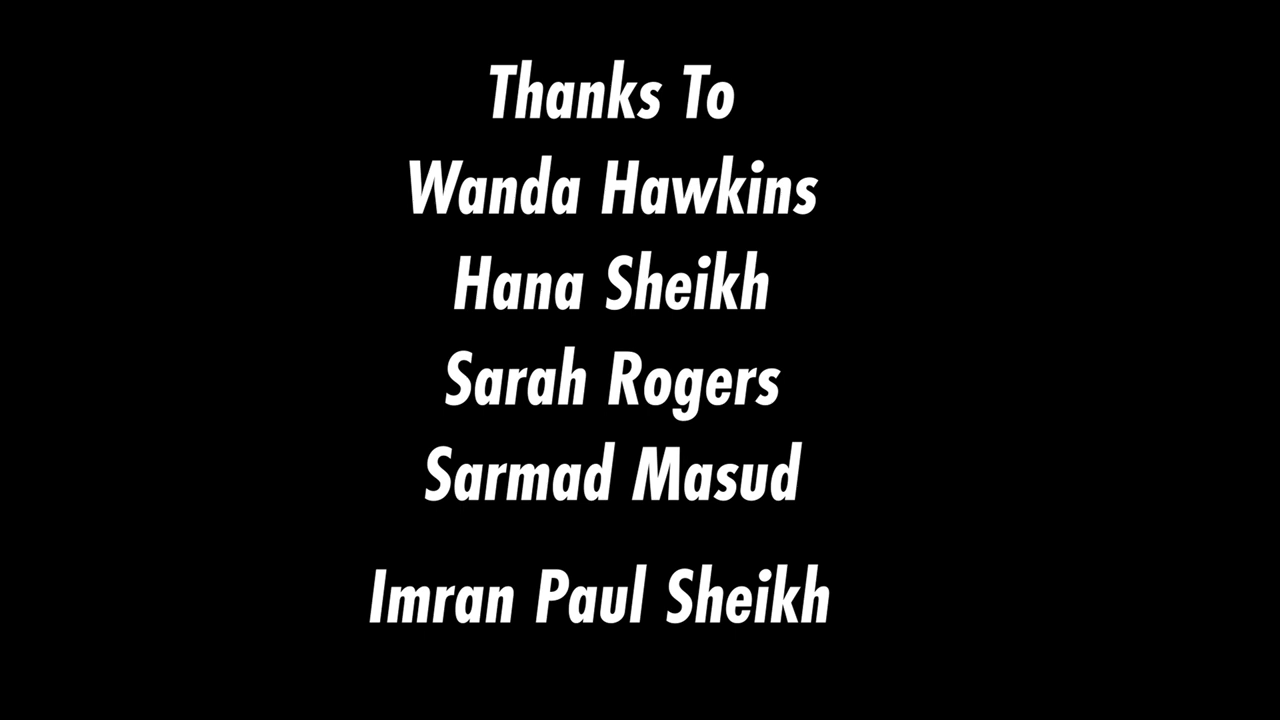 Thanks To
Wanda Hawkins
Hana Sheikh
Sarah Rogers
Sarmad Masud
Imran Paul Sheikh